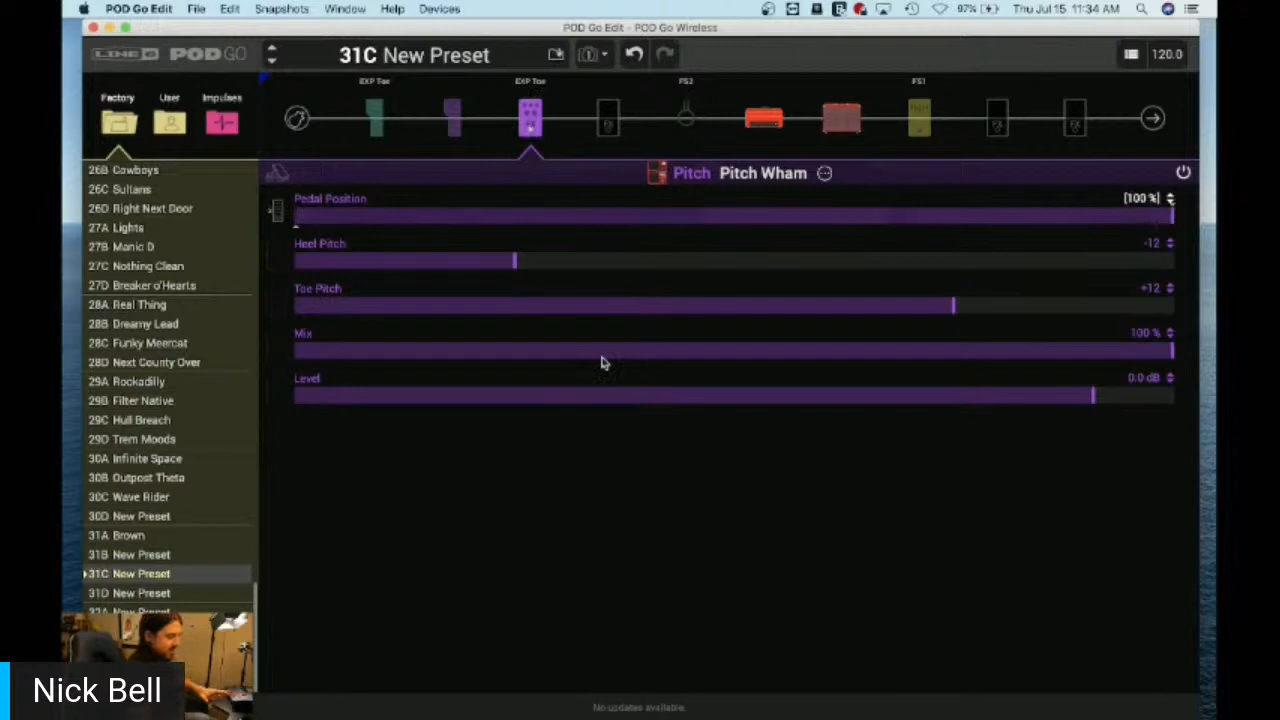 POD Go Edit File Edit Snapshots Window Help Devices 97% Thu Jul 15 11:34 AM
POD Go Edit - POD Go Wireless
LINE 6 POD GO 31C New Preset 120.0
EXP Toe EXP Toe FS2 FS1
Factory User Impulses
26B Cowboys
26C Sultans
26D Right Next Door
27A Lights
27B Manic D
27C Nothing Clean
27D Breaker o'Hearts
28A Real Thing
28B Dreamy Lead
28C Funky Meercat
28D Next County Over
29A Rockadilly
29B Filter Native
29C Hull Breach
29D Trem Moods
30A Infinite Space
30B Outpost Theta
30C Wave Rider
30D New Preset
31A Brown
31B New Preset
31C New Preset
31D New Preset
32A New Preset
Pitch Pitch Wham
Pedal Position [100 %]
Heel Pitch -12
Toe Pitch +12
Mix 100 %
Level 0.0 dB
No updates available.
Nick Bell